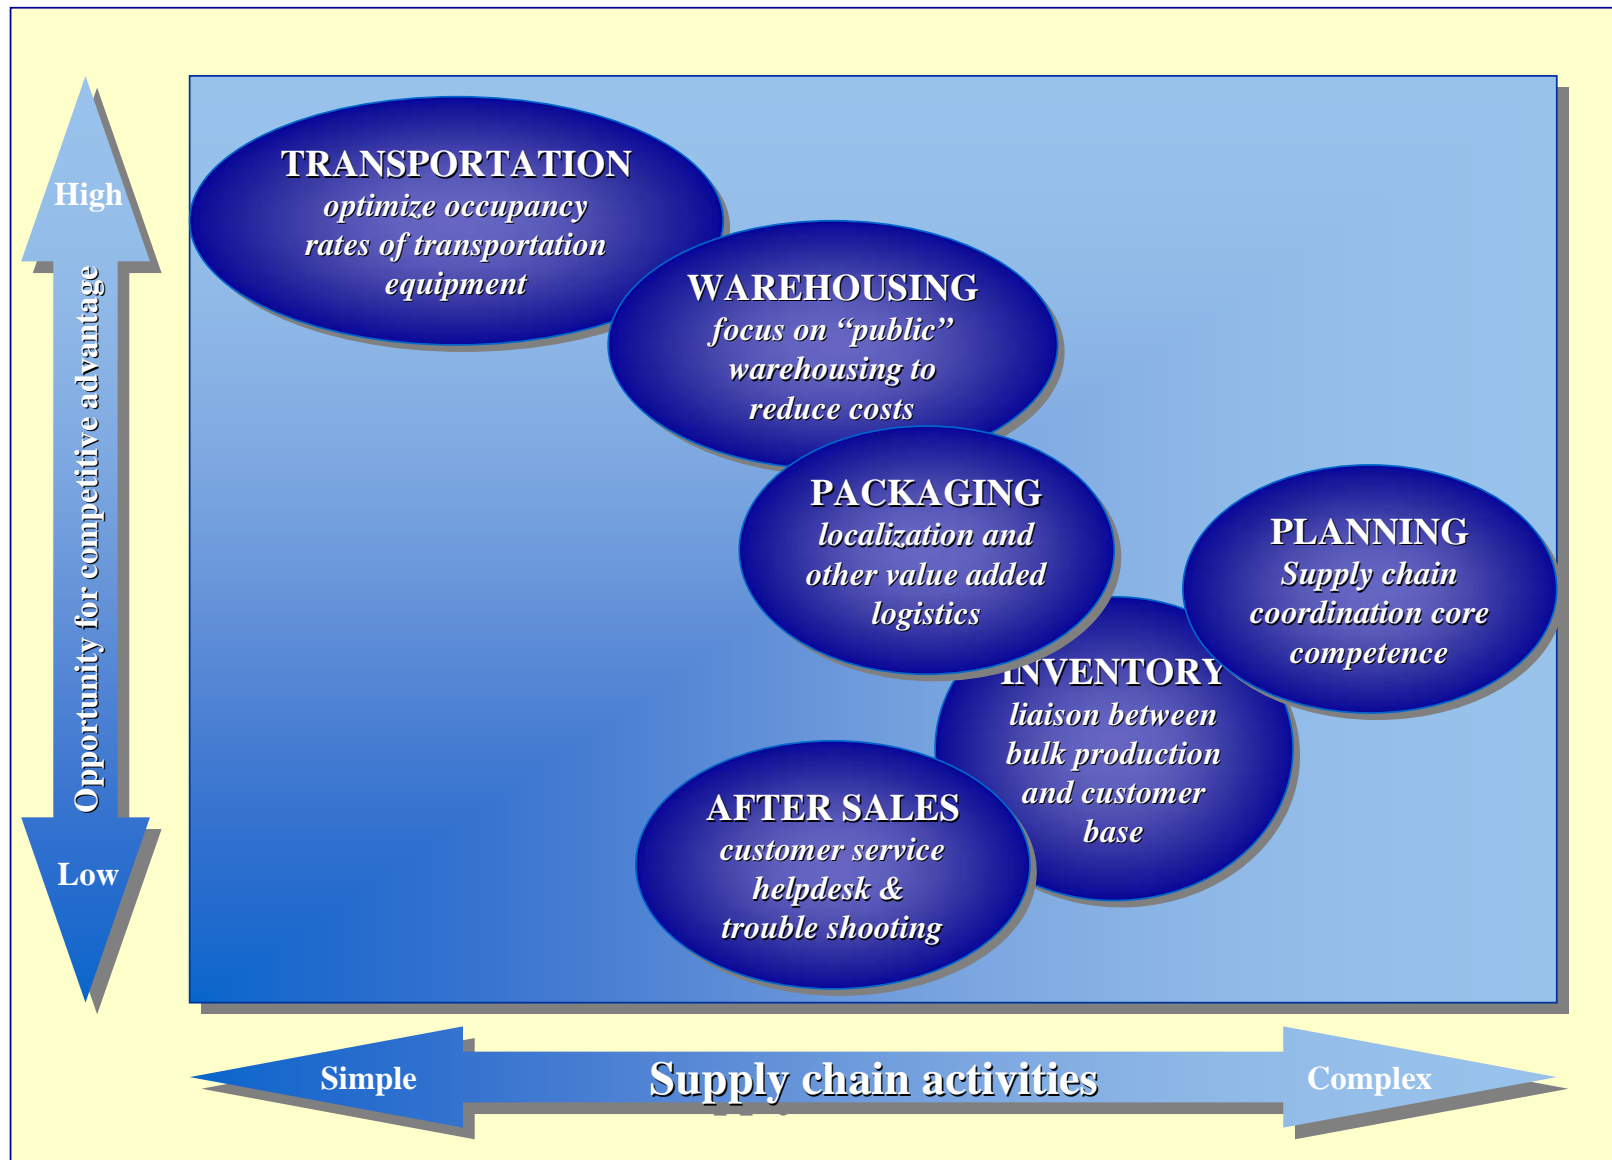 High
Opportunity for competitive advantage
Low
TRANSPORTATION
optimize occupancy
rates of transportation
equipment
WAREHOUSING
focus on “public”
warehousing to
reduce costs
PACKAGING
localization and
other value added
logistics
PLANNING
Supply chain
coordination core
competence
INVENTORY
liaison between
bulk production
and customer
base
AFTER SALES
customer service
helpdesk &
trouble shooting
Simple
Supply chain activities
Complex